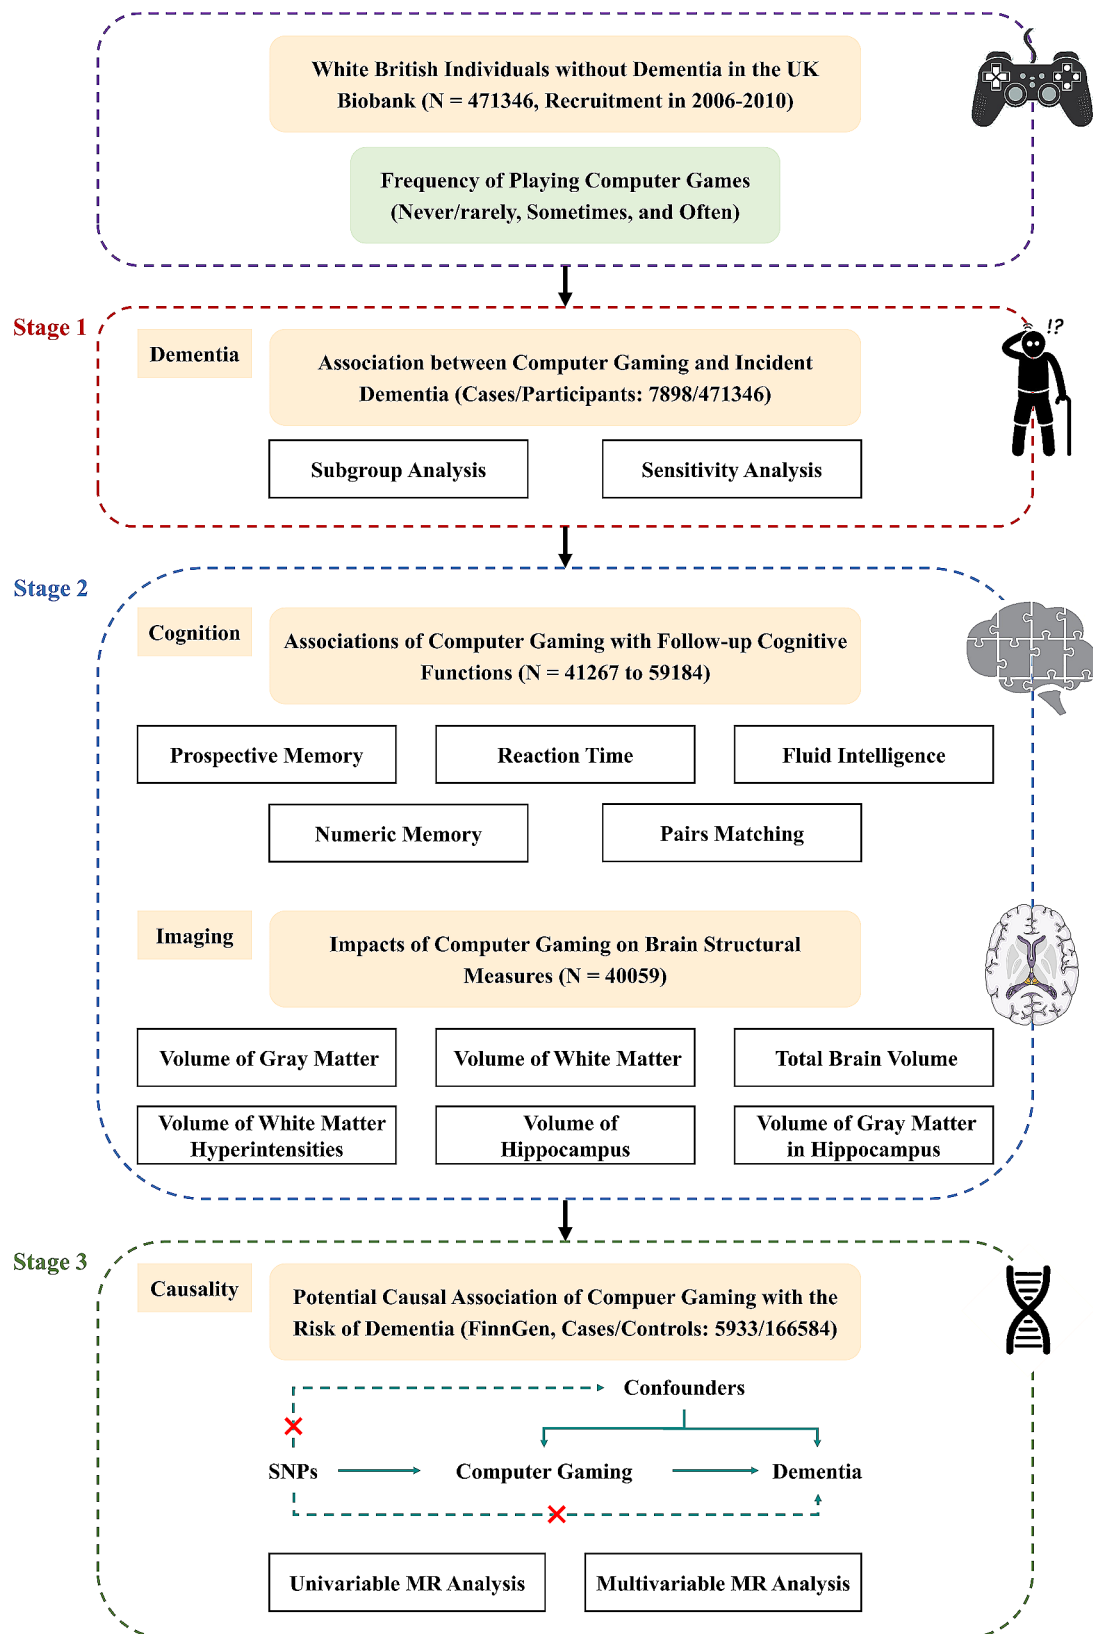 White British Individuals without Dementia in the UK
Biobank (N = 471346, Recruitment in 2006-2010)
Frequency of Playing Computer Games
(Never/rarely, Sometimes, and Often)
Stage 1
Dementia
Association between Computer Gaming and Incident
Dementia (Cases/Participants: 7898/471346)
!?
Subgroup Analysis
Sensitivity Analysis
Stage 2
Cognition
Associations of Computer Gaming with Follow-up Cognitive
Functions (N = 41267 to 59184)
Prospective Memory
Reaction Time
Fluid Intelligence
Numeric Memory
Pairs Matching
Imaging
Impacts of Computer Gaming on Brain Structural
Measures (N = 40059)
Volume of Gray Matter
Volume of White Matter
Total Brain Volume
Volume of White Matter
Hyperintensities
Volume of
Hippocampus
Volume of Gray Matter
in Hippocampus
Stage 3
Causality
Potential Causal Association of Compuer Gaming with the
Risk of Dementia (FinnGen, Cases/Controls: 5933/166584)
Confounders
SNPs
Computer Gaming
Dementia
Univariable MR Analysis
Multivariable MR Analysis